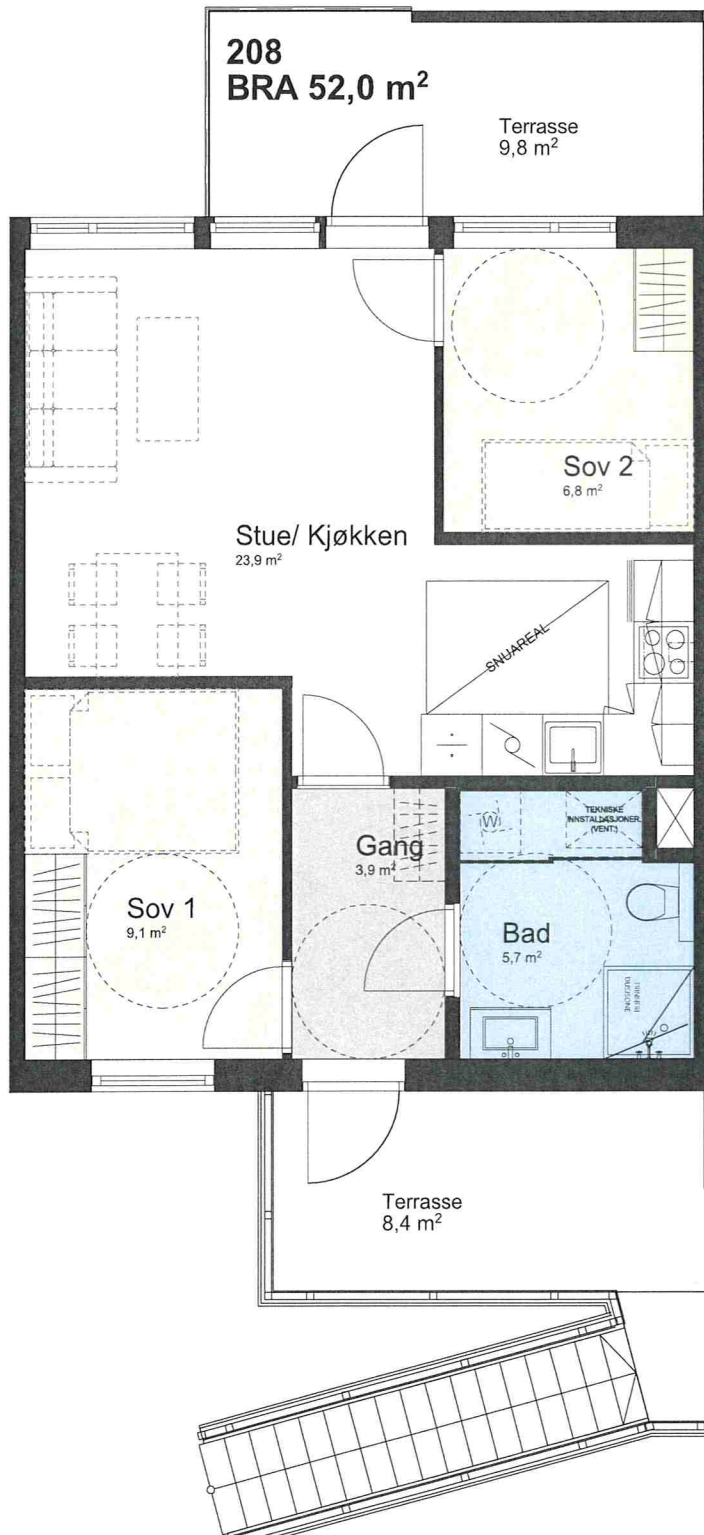 208
BRA 52,0 m²
Terrasse
9,8 m²
Sov 2
6,8 m²
Stue/ Kjøkken
23,9 m²
SNUAREAL
Gang
3,9 m²
W
TEKNISKE
INNSTALLASJONER.
(VENT.)
Sov 1
9,1 m²
Bad
5,7 m²
Terrasse
8,4 m²